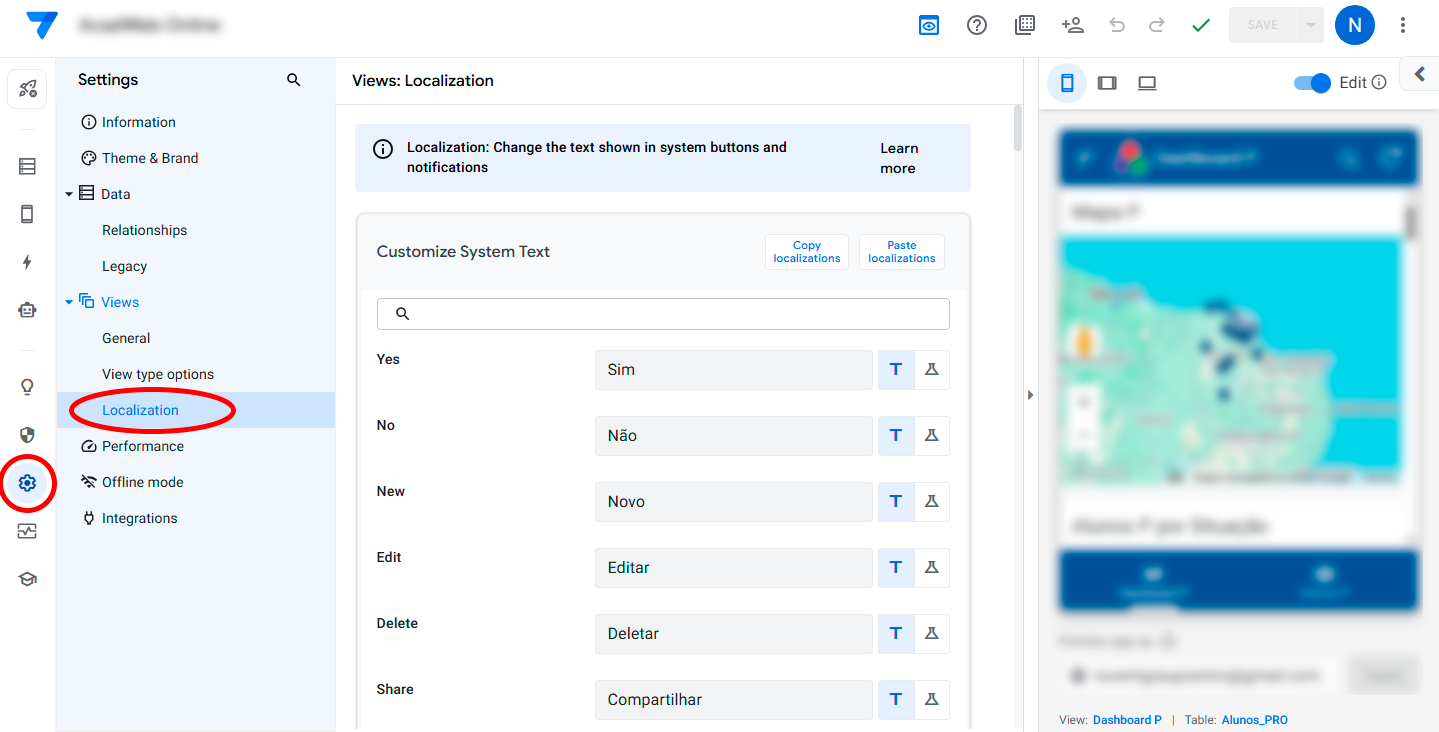 SAVE
N
Settings
Information
Theme & Brand
Data
Relationships
Legacy
Views
General
View type options
Localization
Performance
Offline mode
Integrations
Views: Localization
Localization: Change the text shown in system buttons and
notifications
Learn
more
Customize System Text
Copy
localizations
Paste
localizations
Yes
Sim
T
No
Não
T
New
Novo
T
Edit
Editar
T
Delete
Deletar
T
Share
Compartilhar
T
Edit
View: Dashboard P | Table: Alunos_PRO